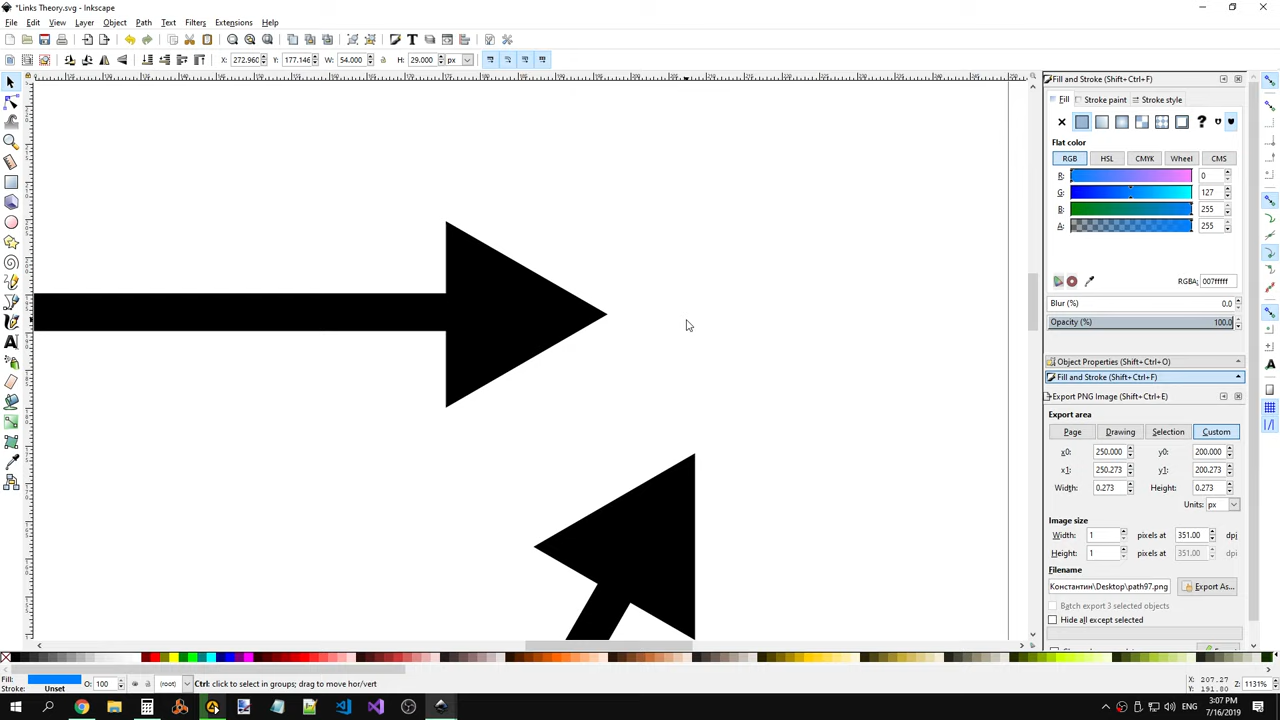 *Links Theory.svg - Inkscape
File Edit View Layer Object Path Text Filters Extensions Help
X: 272.960 Y: 177.146 W: 54.000 H: 29.000 px
Fill and Stroke (Shift+Ctrl+F)
Fill Stroke paint Stroke style
Flat color
RGB HSL CMYK Wheel CMS
R: 0
G: 127
B: 255
A: 255
RGBA: 007fffff
Blur (%) 0.0
Opacity (%) 100.0
Object Properties (Shift+Ctrl+O)
Fill and Stroke (Shift+Ctrl+F)
Export PNG Image (Shift+Ctrl+E)
Export area
Page Drawing Selection Custom
x0: 250.000 y0: 200.000
x1: 250.273 y1: 200.273
Width: 0.273 Height: 0.273
Units: px
Image size
Width: 1 pixels at 351.00 dpi
Height: 1 pixels at 351.00 dpi
Filename
Константин\Desktop\path97.png Export As...
Batch export 3 selected objects
Hide all except selected
Fill: O: 100 (root) Ctrl: click to select in groups; drag to move hor/vert X: 207.27 Z: 1131%
Stroke: Unset Y: 191.80
3:07 PM
7/16/2019